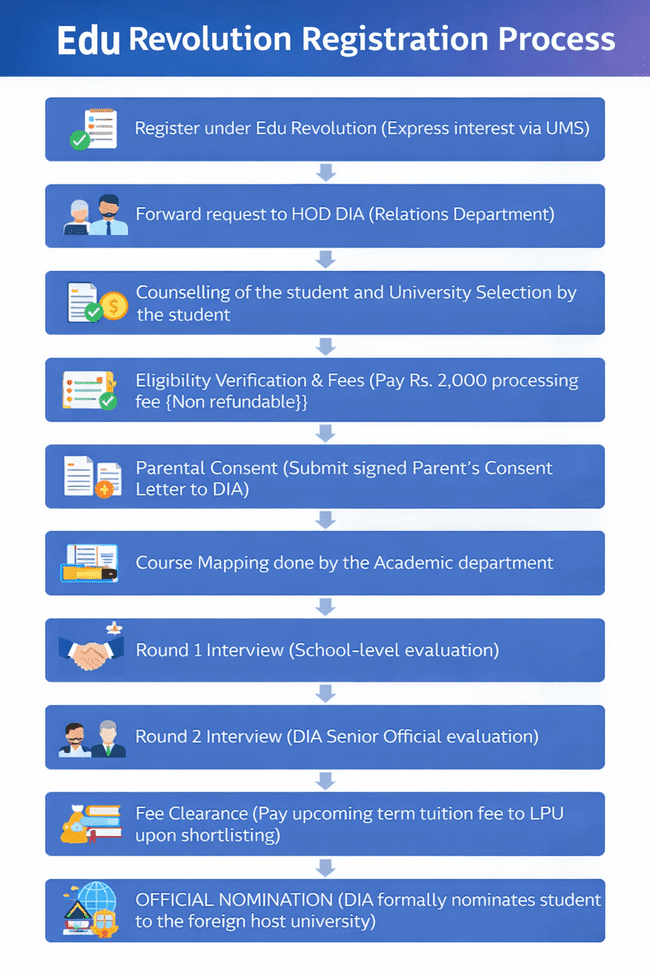 Edu Revolution Registration Process
Register under Edu Revolution (Express interest via UMS)
Forward request to HOD DIA (Relations Department)
Counselling of the student and University Selection by
the student
Eligibility Verification & Fees (Pay Rs. 2,000 processing
fee {Non refundable}}
Parental Consent (Submit signed Parent's Consent
Letter to DIA)
Course Mapping done by the Academic department
Round 1 Interview (School-level evaluation)
Round 2 Interview (DIA Senior Official evaluation)
Fee Clearance (Pay upcoming term tuition fee to LPU
upon shortlisting)
OFFICIAL NOMINATION (DIA formally nominates student
to the foreign host university)